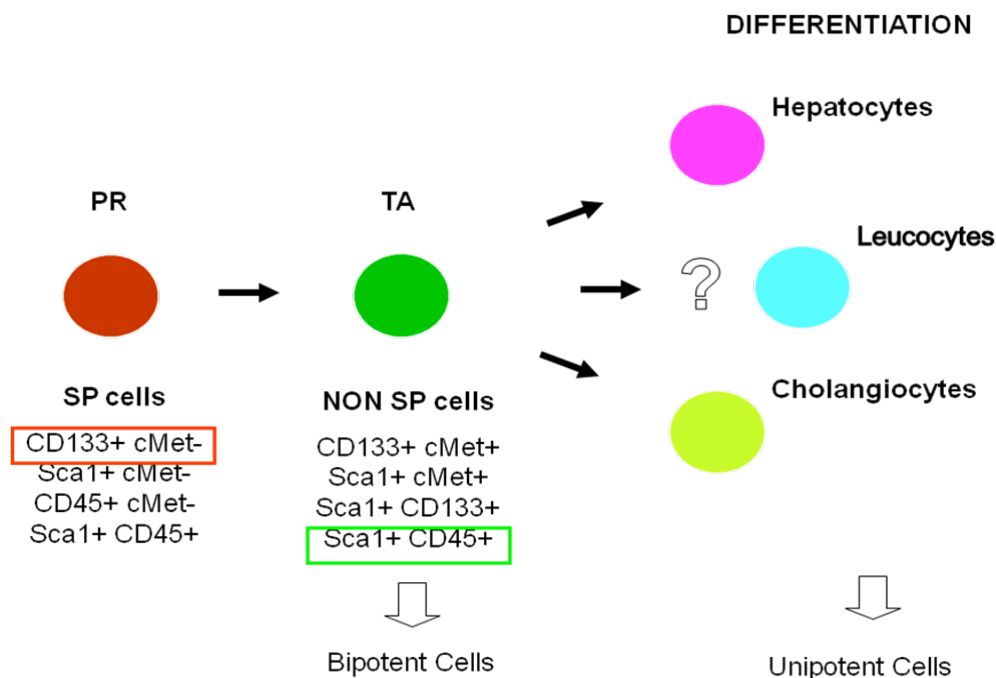 DIFFERENTIATION
Hepatocytes
PR
TA
Leucocytes
?
SP cells
NON SP cells
Cholangiocytes
CD133+ cMet-
Sca1+ cMet-
CD45+ cMet-
Sca1+ CD45+
CD133+ cMet+
Sca1+ cMet+
Sca1+ CD133+
Sca1+ CD45+
Bipotent Cells
Unipotent Cells